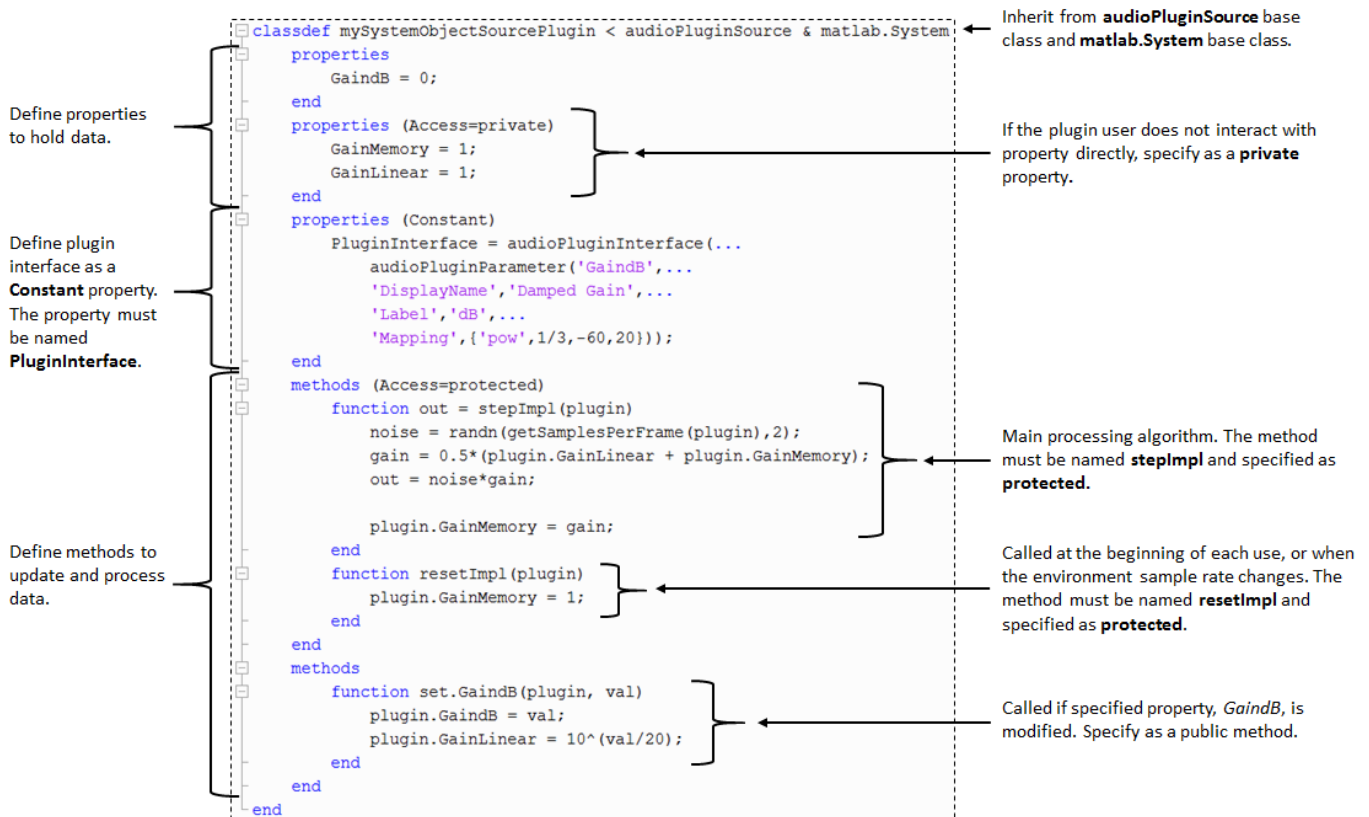 classdef mySystemObjectSourcePlugin < audioPluginSource & matlab.System
properties
GaindB = 0;
end
properties (Access=private)
GainMemory = 1;
GainLinear = 1;
end
properties (Constant)
PluginInterface = audioPluginInterface(...
audioPluginParameter('GaindB',...
'DisplayName','Damped Gain',...
'Label','dB',...
'Mapping',{'pow',1/3,-60,20}));
end
methods (Access=protected)
function out = stepImpl(plugin)
noise = randn(getSamplesPerFrame(plugin),2);
gain = 0.5*(plugin.GainLinear + plugin.GainMemory);
out = noise*gain;
plugin.GainMemory = gain;
end
function resetImpl(plugin)
plugin.GainMemory = 1;
end
end
methods
function set.GaindB(plugin, val)
plugin.GaindB = val;
plugin.GainLinear = 10^(val/20);
end
end
end
Define properties
to hold data.
Define plugin
interface as a
Constant property.
The property must
be named
PluginInterface.
Define methods to
update and process
data.
Inherit from audioPluginSource base
class and matlab.System base class.
If the plugin user does not interact with
property directly, specify as a private
property.
Main processing algorithm. The method
must be named stepImpl and specified as
protected.
Called at the beginning of each use, or when
the environment sample rate changes. The
method must be named resetImpl and
specified as protected.
Called if specified property, GaindB, is
modified. Specify as a public method.